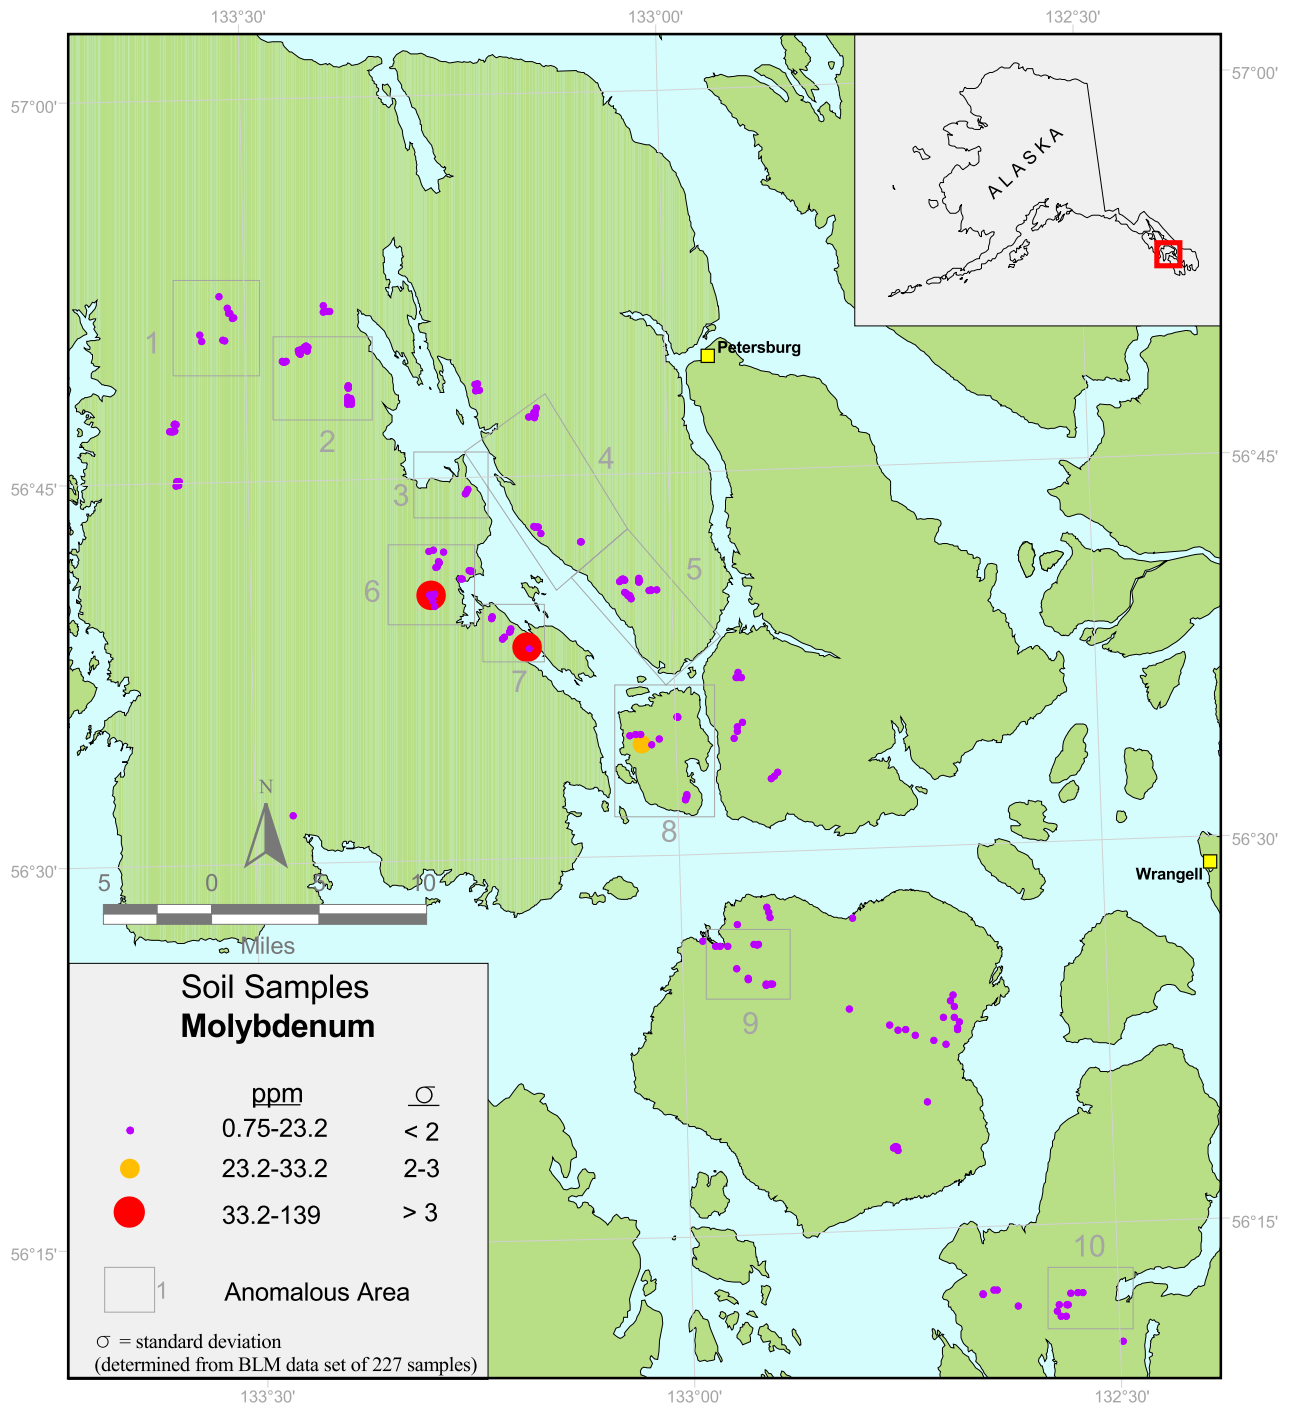 133°30'
133°00'
132°30'
57°00'
57°00'
ALASKA
Petersburg
1
2
3
4
5
6
7
8
9
10
56°45'
56°45'
56°30'
56°30'
Wrangell
N
5 0 5 10
Miles
Soil Samples
Molybdenum
ppm σ
0.75-23.2 < 2
23.2-33.2 2-3
33.2-139 > 3
1 Anomalous Area
σ = standard deviation
(determined from BLM data set of 227 samples)
56°15'
56°15'
133°30'
133°00'
132°30'